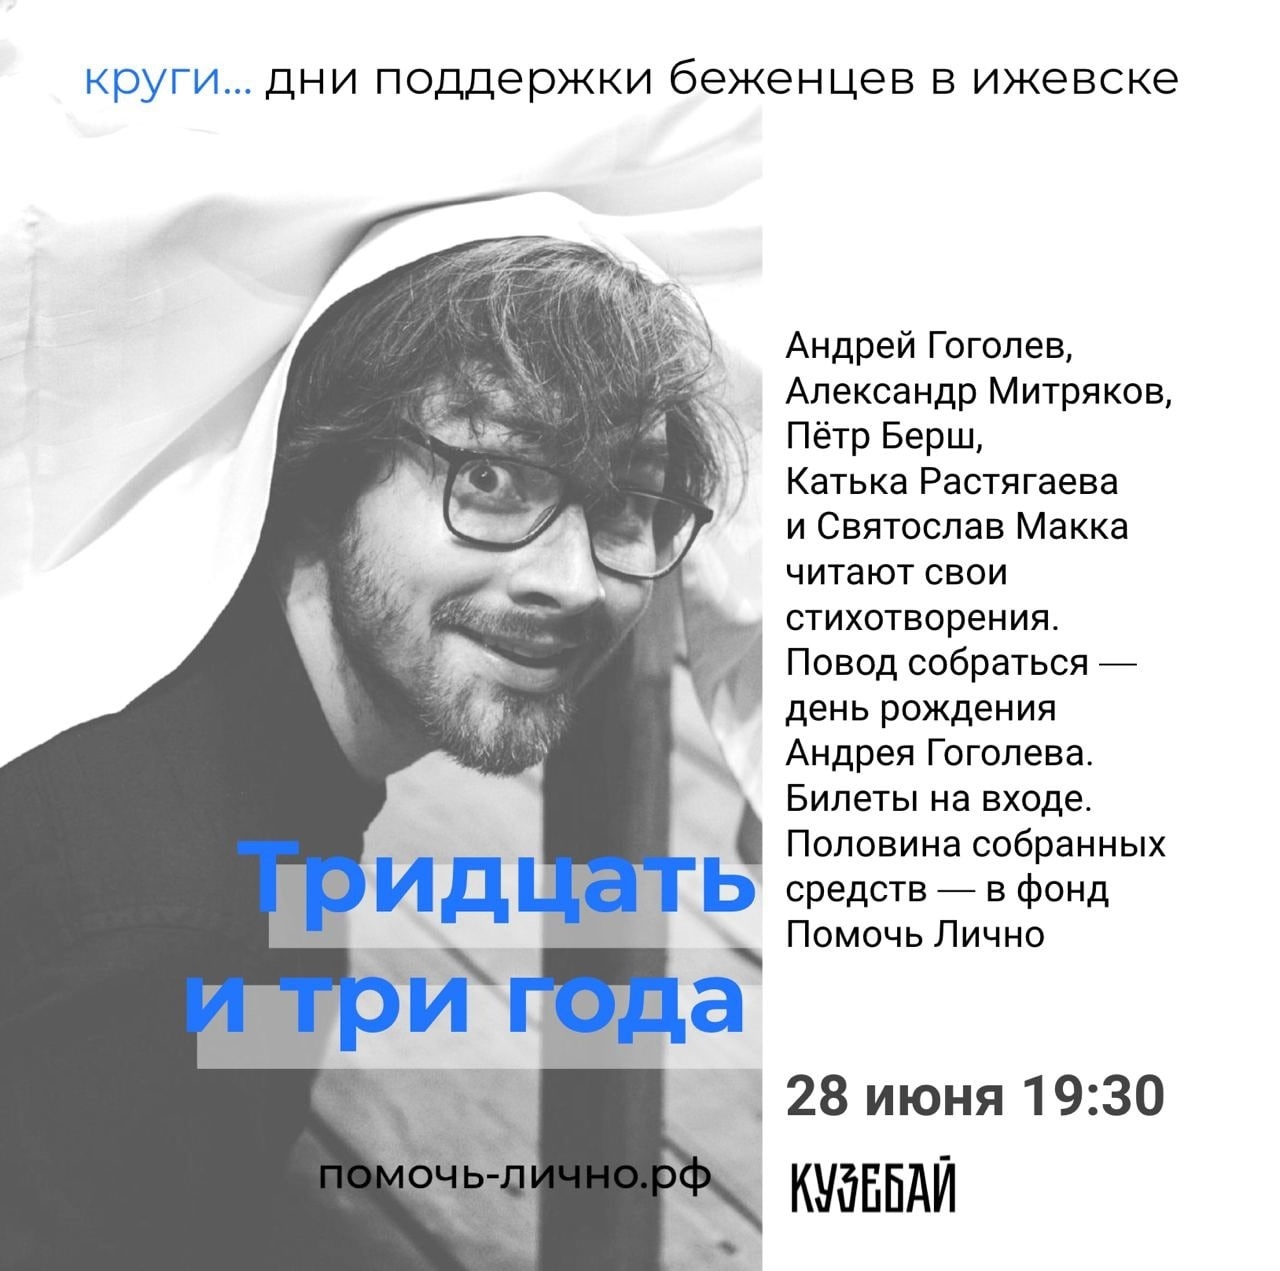 круги... дни поддержки беженцев в ижевске
Андрей Гоголев,
Александр Митряков,
Пётр Берш,
Катька Растягаева
и Святослав Макка
читают свои
стихотворения.
Повод собраться —
день рождения
Андрея Гоголева.
Билеты на входе.
Половина собранных
средств — в фонд
Помочь Лично
Тридцать
и три года
28 июня 19:30
помочь-лично.рф
КУЗЕБАЙ